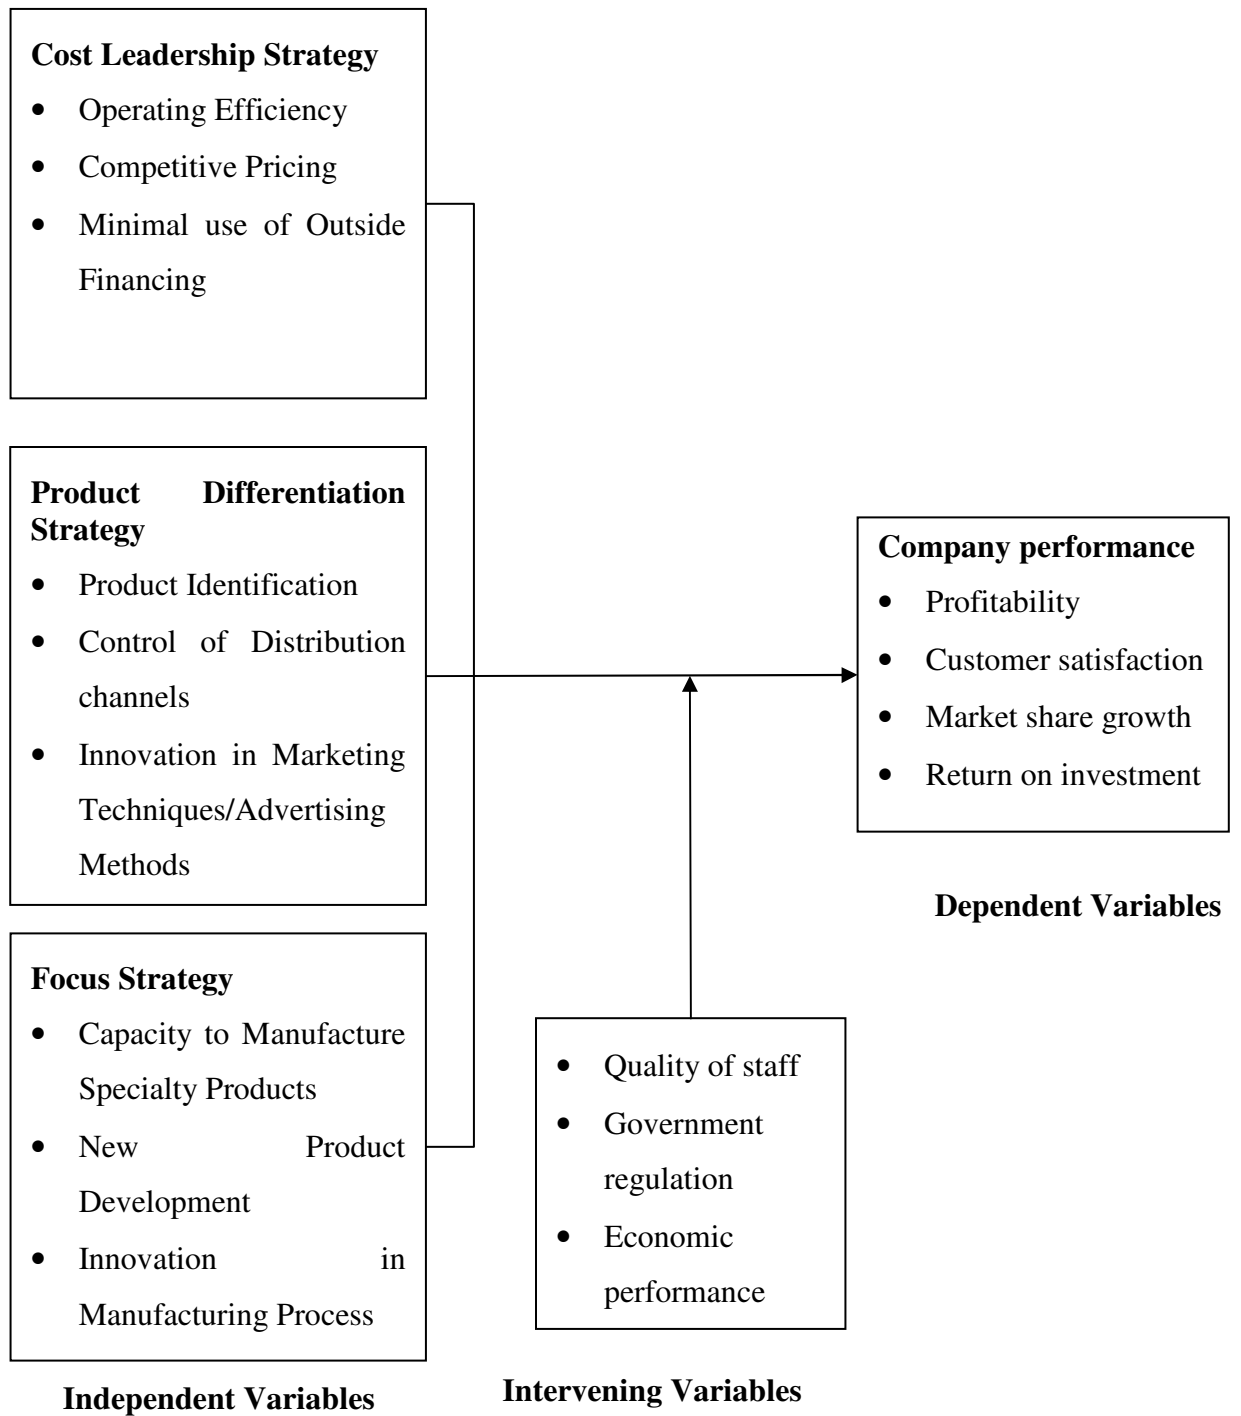 Cost Leadership Strategy
• Operating Efficiency
• Competitive Pricing
• Minimal use of Outside
Financing
Product Differentiation
Strategy
• Product Identification
• Control of Distribution
channels
• Innovation in Marketing
Techniques/Advertising
Methods
Focus Strategy
• Capacity to Manufacture
Specialty Products
• New Product
Development
• Innovation in
Manufacturing Process
Independent Variables
• Quality of staff
• Government
regulation
• Economic
performance
Intervening Variables
Company performance
• Profitability
• Customer satisfaction
• Market share growth
• Return on investment
Dependent Variables